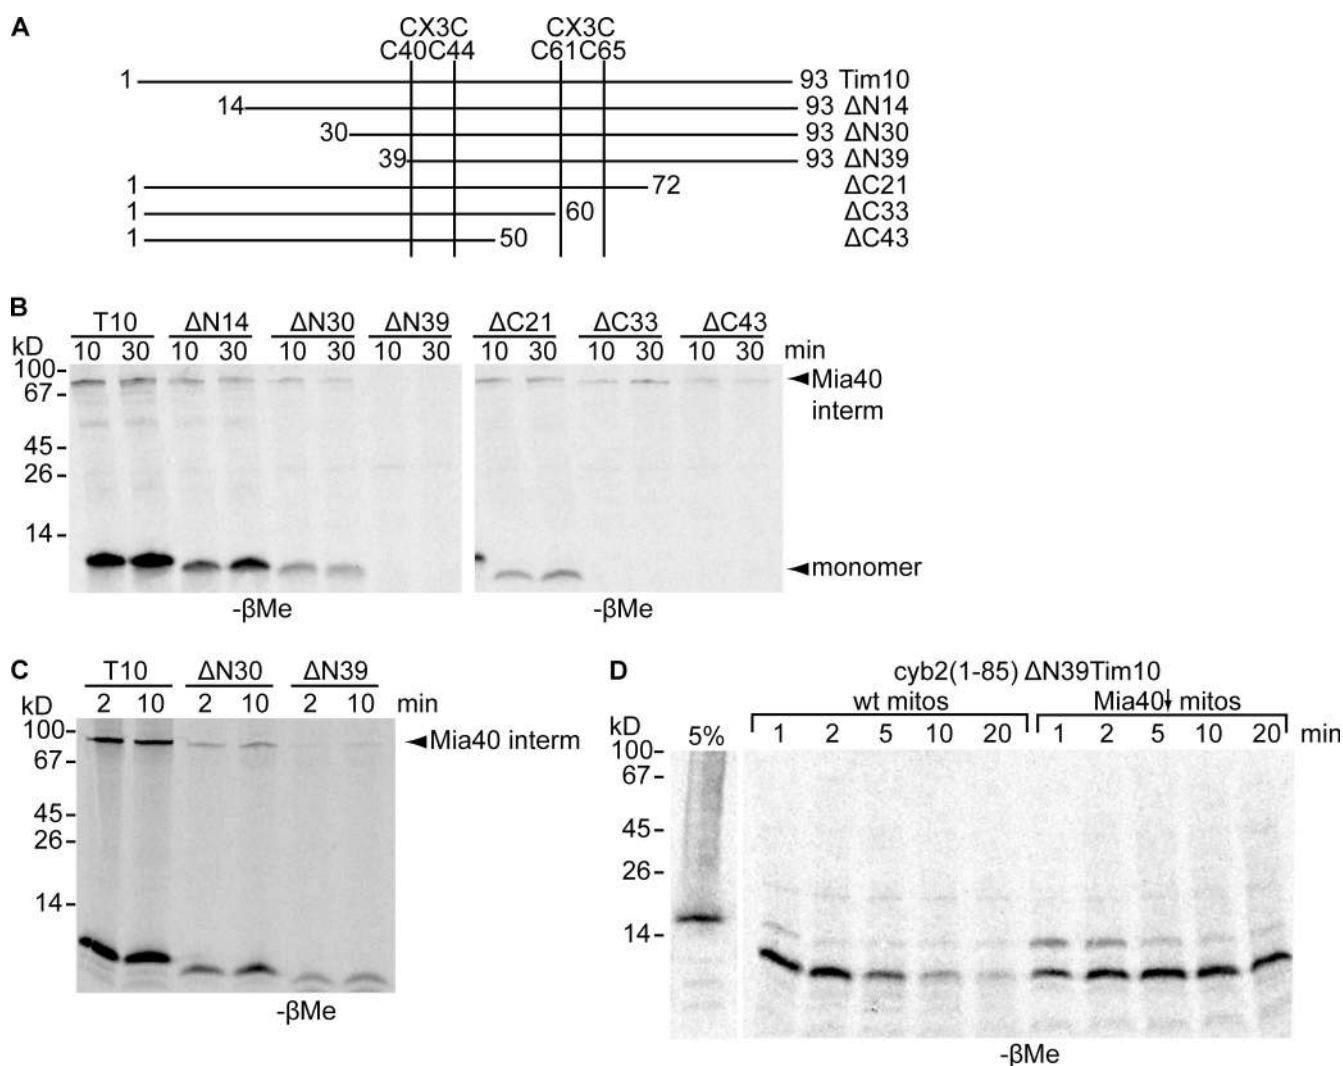 A
CX3C CX3C
C40C44 C61C65
1 93 Tim10
14 93 ΔN14
30 93 ΔN30
39 93 ΔN39
1 72 ΔC21
1 60 ΔC33
1 50 ΔC43
B
T10 ΔN14 ΔN30 ΔN39 ΔC21 ΔC33 ΔC43
kD 10 30 10 30 10 30 10 30 10 30 10 30 10 30 min
100-
67-
45-
26-
14-
Mia40
interm
monomer
-βMe -βMe
C
T10 ΔN30 ΔN39
kD 2 10 2 10 2 10 min
100-
67-
45-
26-
14-
Mia40 interm
-βMe
D
cyb2(1-85) ΔN39Tim10
wt mitos Mia40↓ mitos
kD 5% 1 2 5 10 20 1 2 5 10 20 min
100-
67-
45-
26-
14-
-βMe